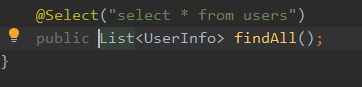 @Select("select * from users")
public List<UserInfo> findAll();
}